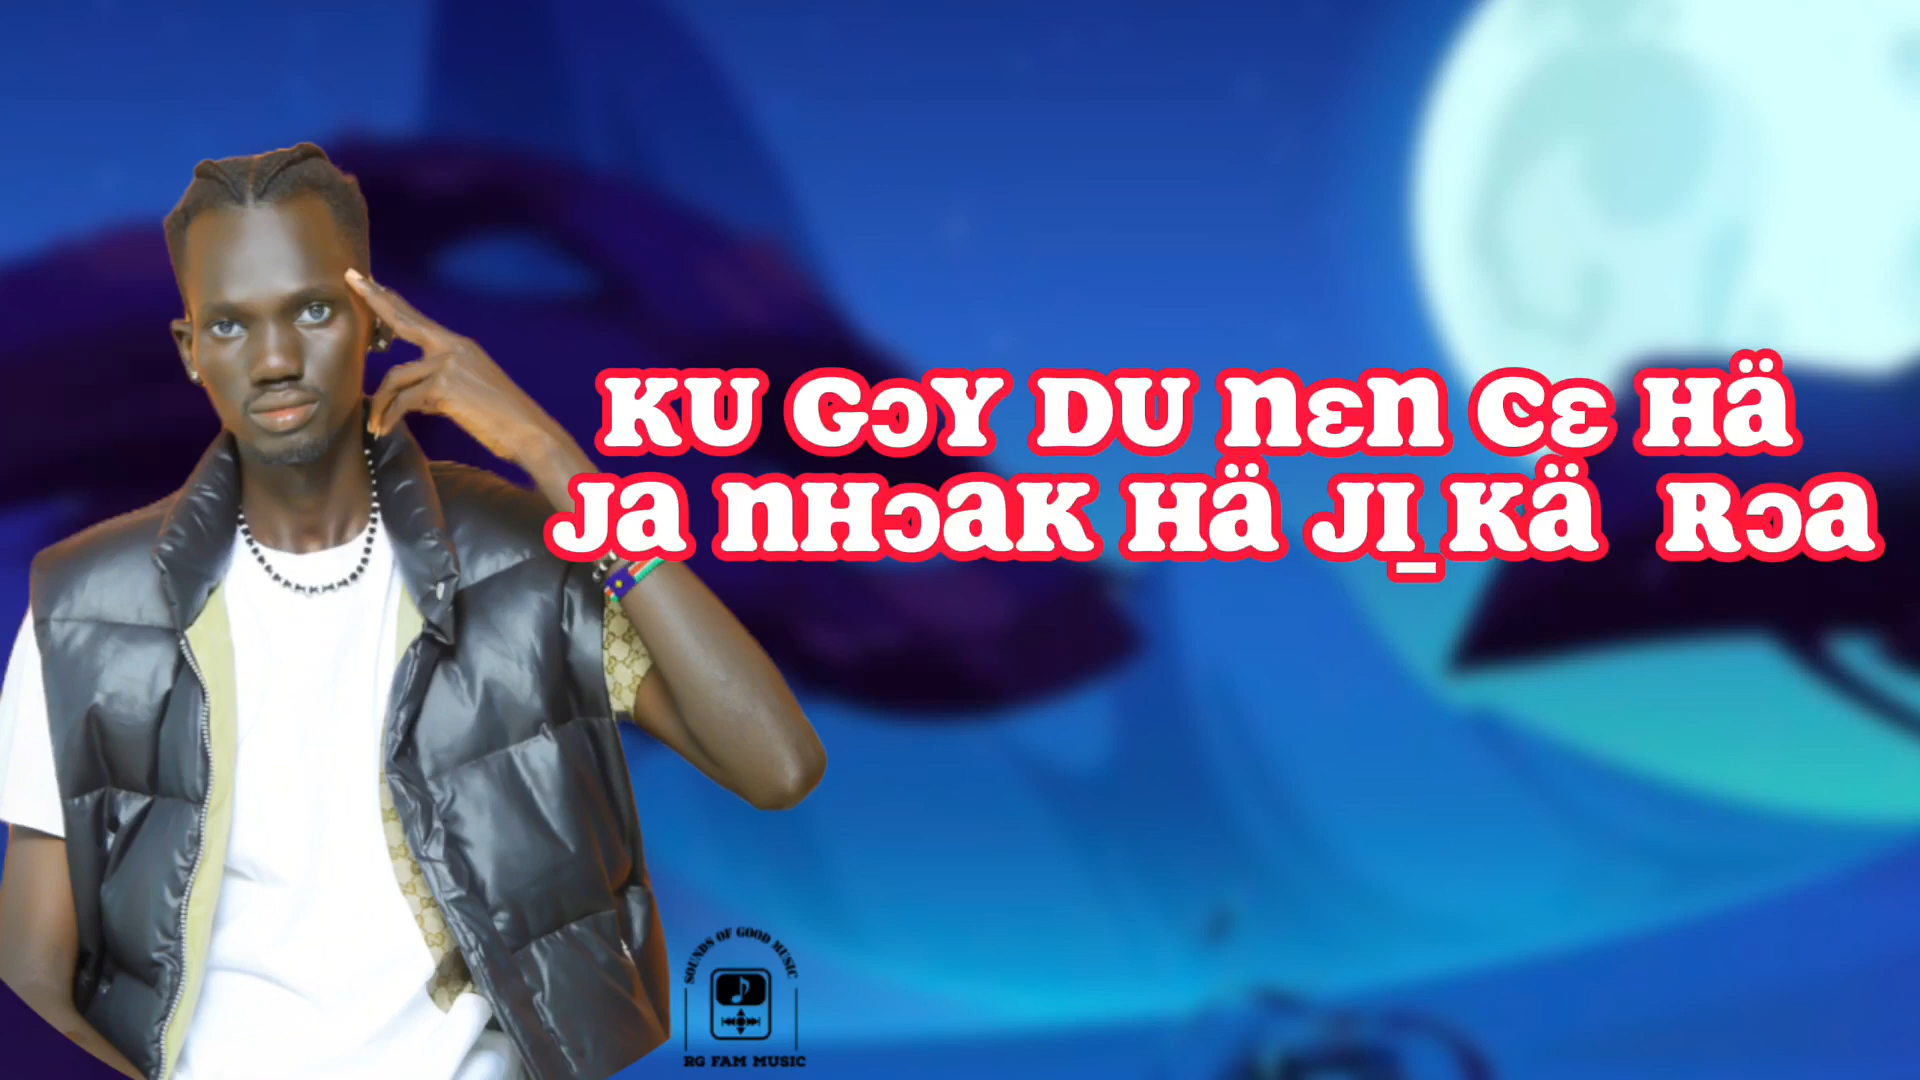 KU GƆY DU NƐN CƐ HÄ
JA NHƆAK HÄ JI̱ KÄ RƆA
SOUNDS OF GOOD MUSIC
RG FAM MUSIC